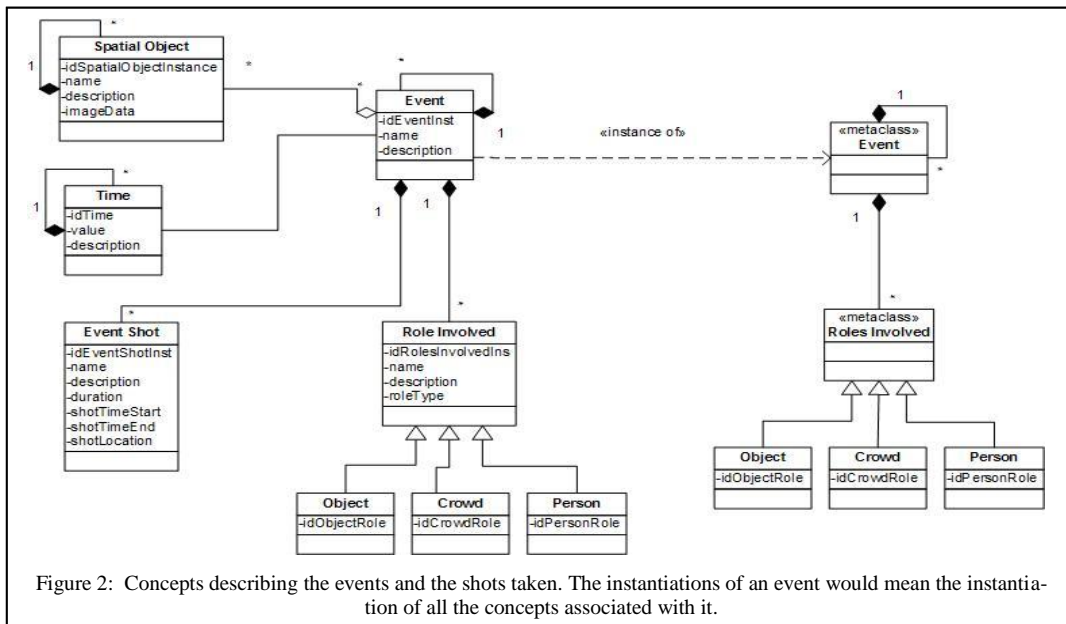 *
1
Spatial Object
-idSpatialObjectInstance
-name
-description
-imageData
*
*
*
Event
-idEventInst
-name
-description
1
«instance of»
1
«metaclass»
Event
*
1
*
1
Time
-idTime
-value
-description
1
1
*
Event Shot
-idEventShotInst
-name
-description
-duration
-shotTimeStart
-shotTimeEnd
-shotLocation
*
Role Involved
-idRolesInvolvedIns
-name
-description
-roleType
*
«metaclass»
Roles Involved
Object
-idObjectRole
Crowd
-idCrowdRole
Person
-idPersonRole
Object
-idObjectRole
Crowd
-idCrowdRole
Person
-idPersonRole
Figure 2: Concepts describing the events and the shots taken. The instantiations of an event would mean the instantia-
tion of all the concepts associated with it.